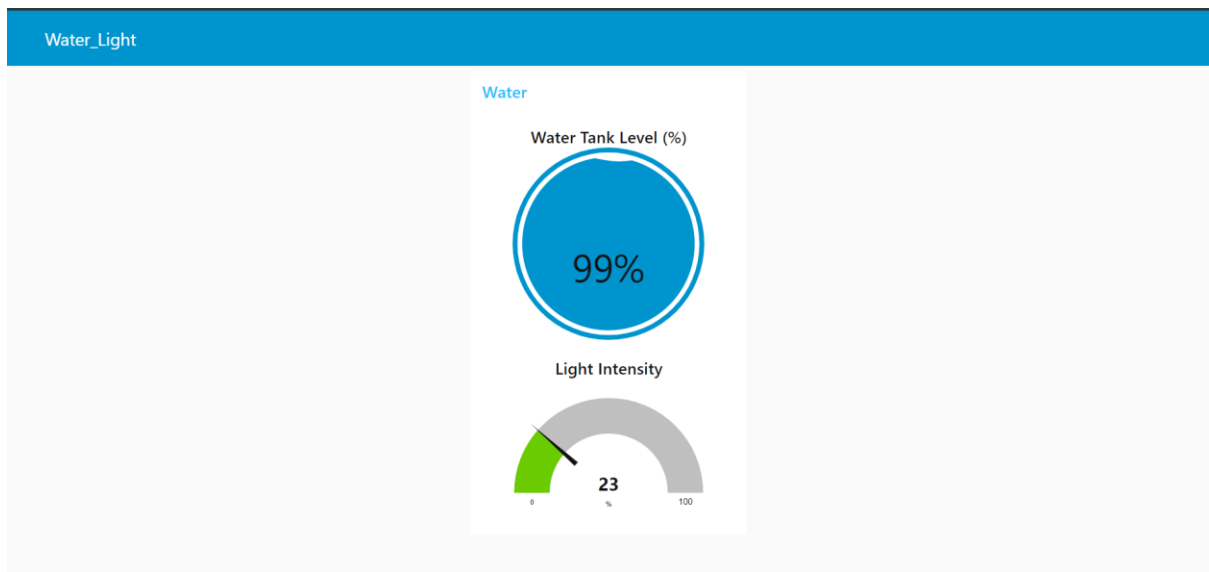 Water_Light
Water
Water Tank Level (%)
99%
Light Intensity
23
0
%
100